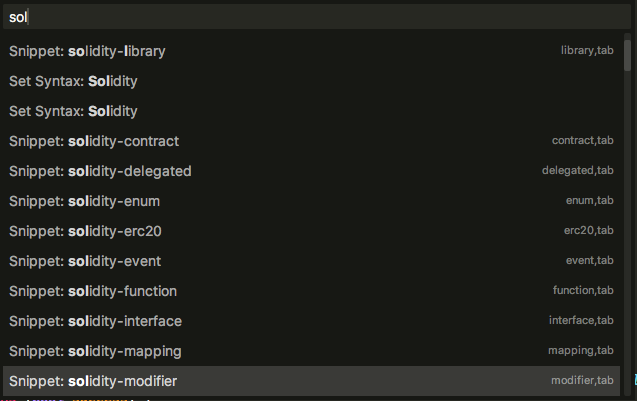 sol
Snippet: solidity-library library,tab
Set Syntax: Solidity
Set Syntax: Solidity
Snippet: solidity-contract contract,tab
Snippet: solidity-delegated delegated,tab
Snippet: solidity-enum enum,tab
Snippet: solidity-erc20 erc20,tab
Snippet: solidity-event event,tab
Snippet: solidity-function function,tab
Snippet: solidity-interface interface,tab
Snippet: solidity-mapping mapping,tab
Snippet: solidity-modifier modifier,tab